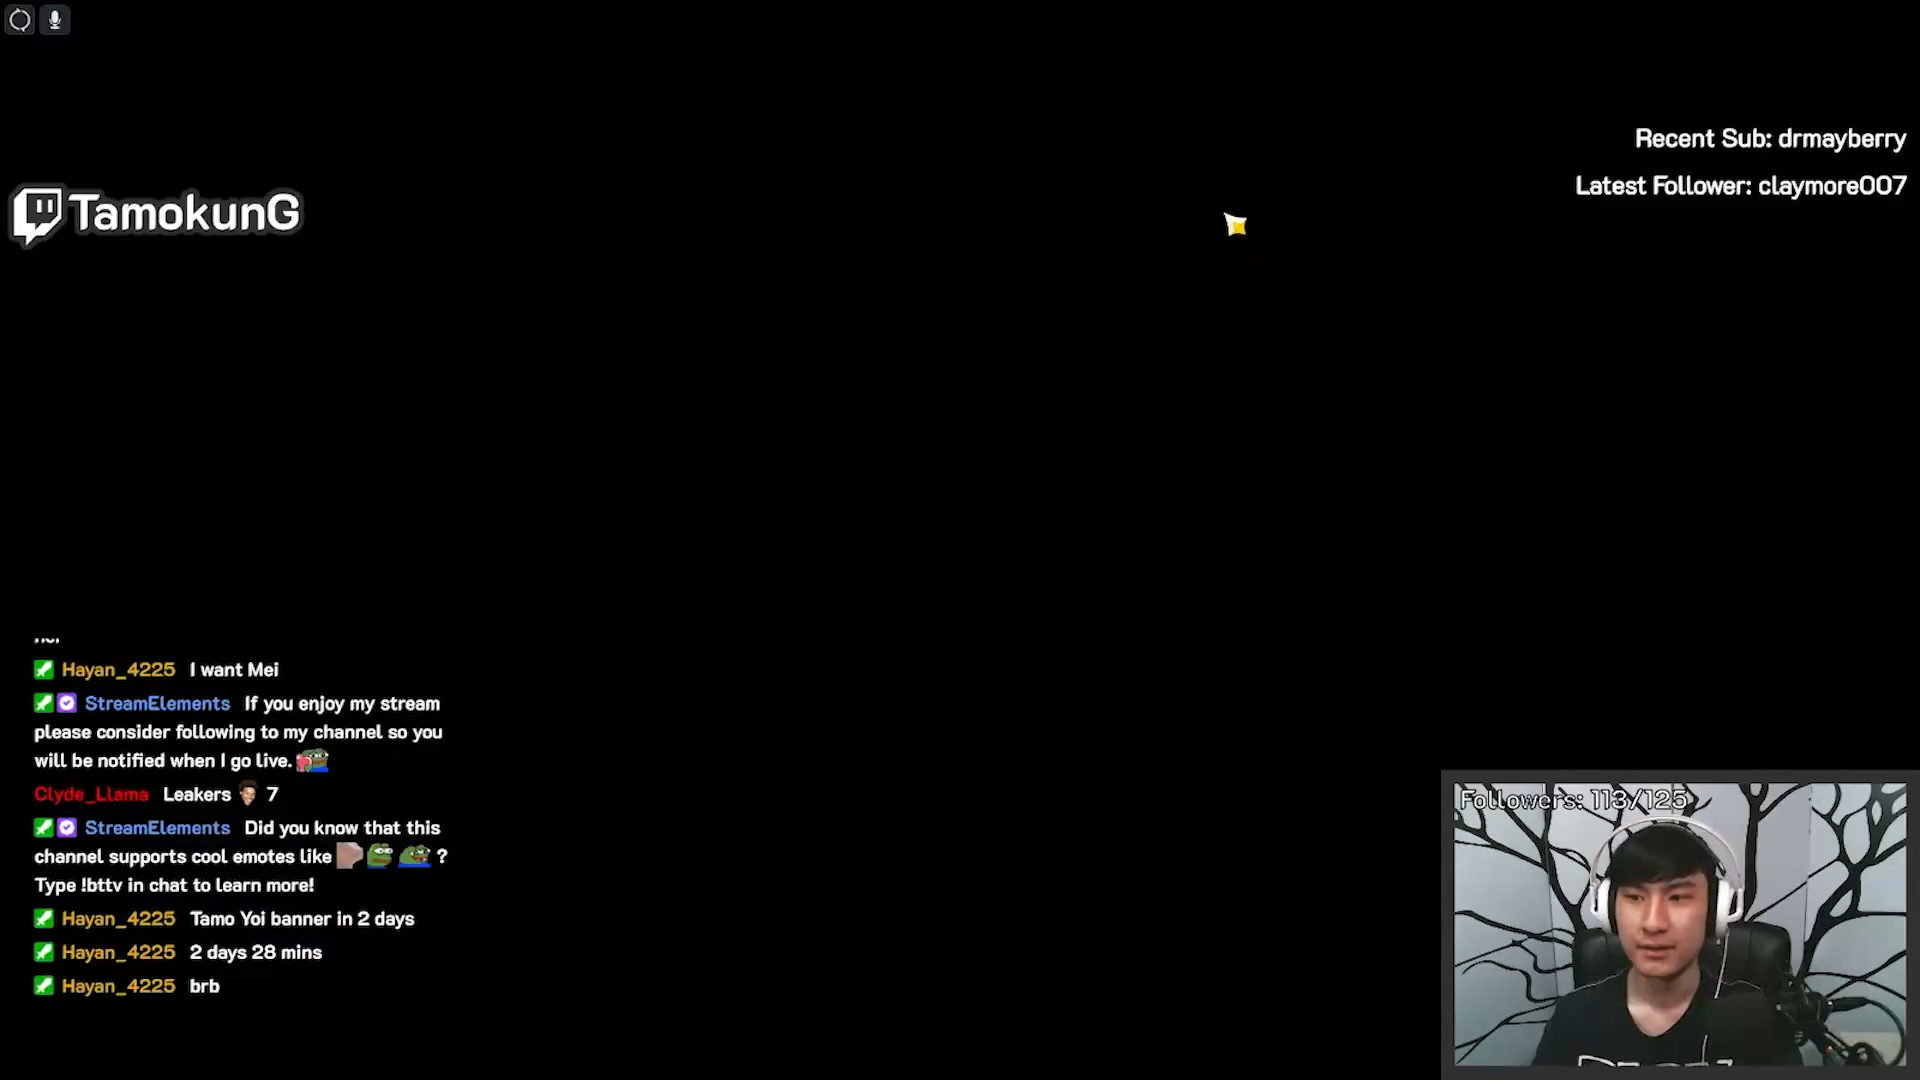 Recent Sub: drmayberry
Latest Follower: claymore007
TamokunG
Hayan_4225 I want Mei
StreamElements If you enjoy my stream
please consider following to my channel so you
will be notified when I go live.
Clyde_Llama Leakers 7
StreamElements Did you know that this
channel supports cool emotes like ?
Type !bttv in chat to learn more!
Hayan_4225 Tamo Yoi banner in 2 days
Hayan_4225 2 days 28 mins
Hayan_4225 brb
Followers: 113/125